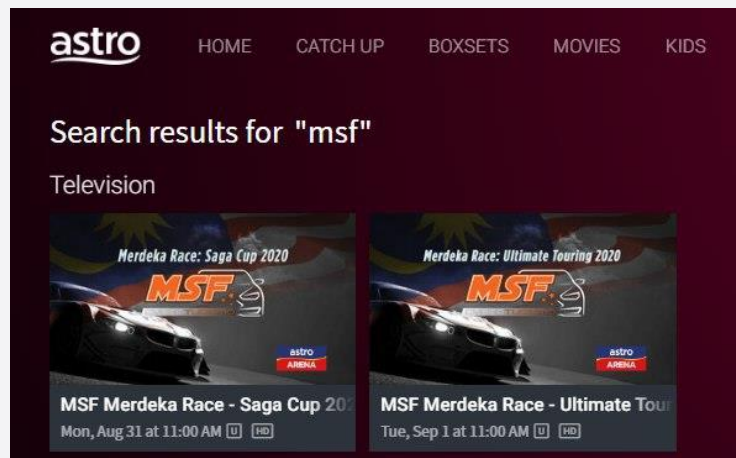 astro HOME CATCH UP BOXSETS MOVIES KIDS
Search results for "msf"
Television
Merdeka Race: Saga Cup 2020
MSF
astro
ARENA
MSF Merdeka Race - Saga Cup 202
Mon, Aug 31 at 11:00 AM U HD
Merdeka Race: Ultimate Touring 2020
MSF
astro
ARENA
MSF Merdeka Race - Ultimate Tour
Tue, Sep 1 at 11:00 AM U HD